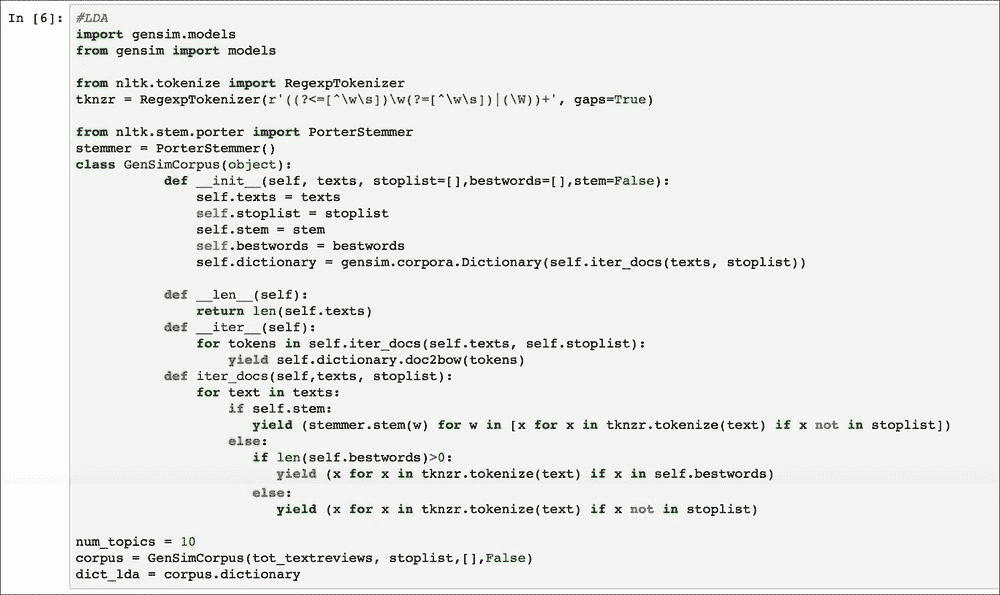 In [6]: #LDA
import gensim.models
from gensim import models

from nltk.tokenize import RegexpTokenizer
tknzr = RegexpTokenizer(r'((?<=[^\w\s])\w(?=[^\w\s])|(\W))+', gaps=True)

from nltk.stem.porter import PorterStemmer
stemmer = PorterStemmer()
class GenSimCorpus(object):
           def __init__(self, texts, stoplist=[],bestwords=[],stem=False):
               self.texts = texts
               self.stoplist = stoplist
               self.stem = stem
               self.bestwords = bestwords
               self.dictionary = gensim.corpora.Dictionary(self.iter_docs(texts, stoplist))

           def __len__(self):
               return len(self.texts)
           def __iter__(self):
               for tokens in self.iter_docs(self.texts, self.stoplist):
                   yield self.dictionary.doc2bow(tokens)
           def iter_docs(self,texts, stoplist):
               for text in texts:
                   if self.stem:
                      yield (stemmer.stem(w) for w in [x for x in tknzr.tokenize(text) if x not in stoplist])
                   else:
                      if len(self.bestwords)>0:
                         yield (x for x in tknzr.tokenize(text) if x in self.bestwords)
                      else:
                         yield (x for x in tknzr.tokenize(text) if x not in stoplist)

num_topics = 10
corpus = GenSimCorpus(tot_textreviews, stoplist,[],False)
dict_lda = corpus.dictionary